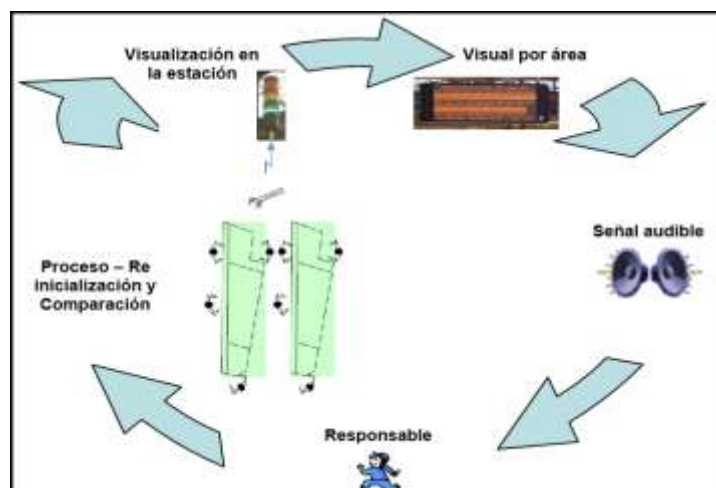 Visualización en
la estación
Visual por área
Señal audible
Proceso – Re
inicialización y
Comparación
Responsable